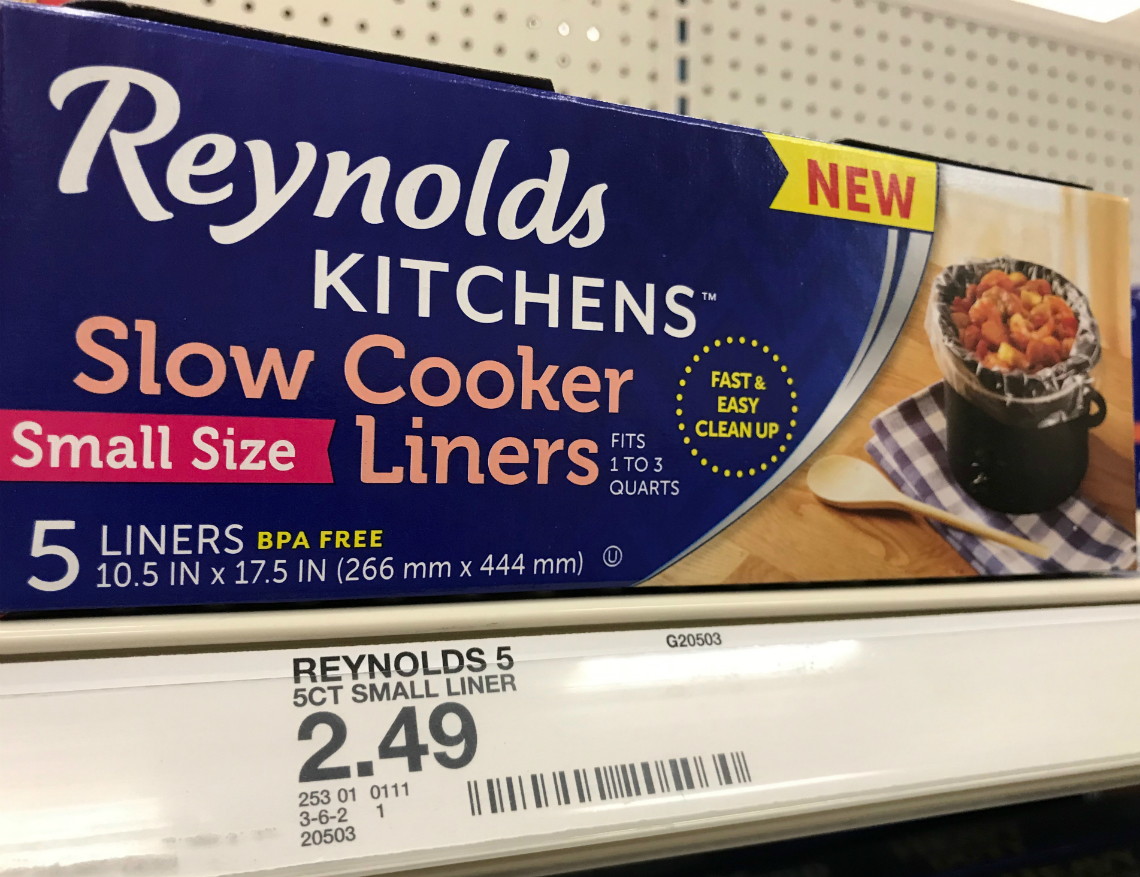 Reynolds
KITCHENS™
NEW
Slow Cooker
Small Size
Liners
FITS
1 TO 3
QUARTS
FAST &
EASY
CLEAN UP
5 LINERS BPA FREE
10.5 IN x 17.5 IN (266 mm x 444 mm) U
G20503
REYNOLDS 5
5CT SMALL LINER
2.49
253 01 0111
3-6-2 1
20503